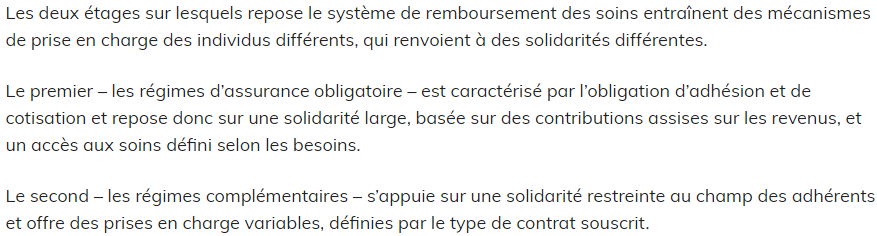 Les deux étages sur lesquels repose le système de remboursement des soins entraînent des mécanismes
de prise en charge des individus différents, qui renvoient à des solidarités différentes.
Le premier – les régimes d’assurance obligatoire – est caractérisé par l’obligation d’adhésion et de
cotisation et repose donc sur une solidarité large, basée sur des contributions assises sur les revenus, et
un accès aux soins défini selon les besoins.
Le second – les régimes complémentaires – s’appuie sur une solidarité restreinte au champ des adhérents
et offre des prises en charge variables, définies par le type de contrat souscrit.